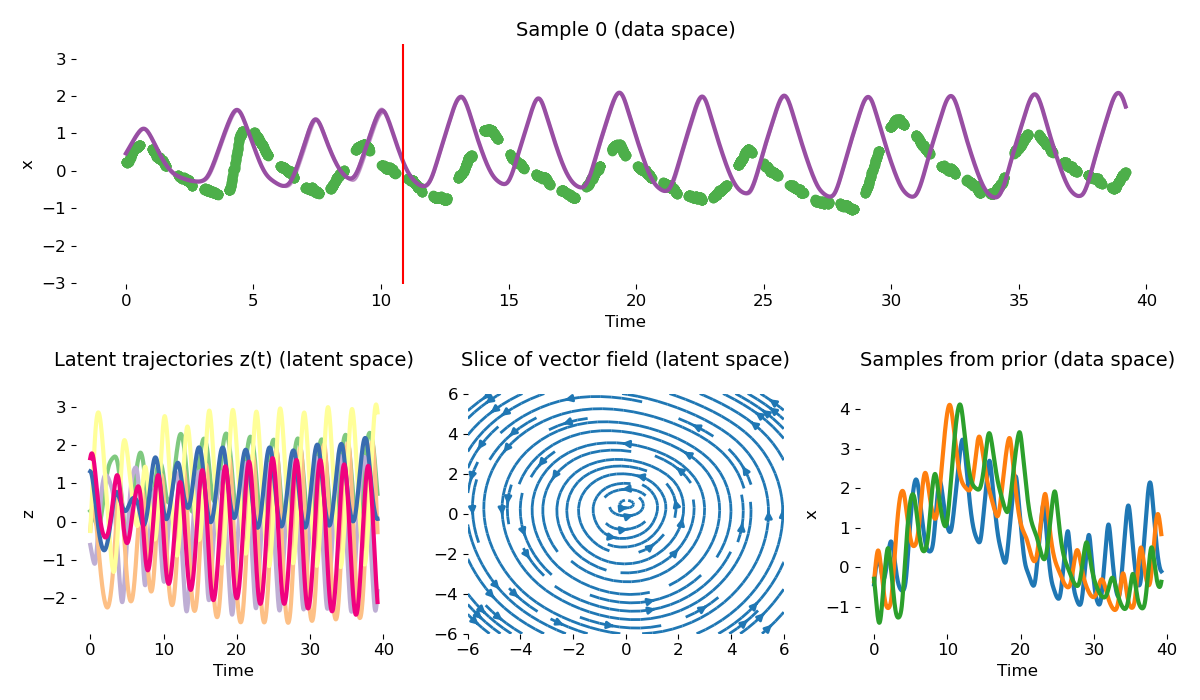 Sample 0 (data space)
3
2
1
0
−1
−2
−3
x
0 5 10 15 20 25 30 35 40
Time
Latent trajectories z(t) (latent space)
3
2
1
0
−1
−2
z
0 10 20 30 40
Time
Slice of vector field (latent space)
6
4
2
0
−2
−4
−6
−6 −4 −2 0 2 4 6
Samples from prior (data space)
4
3
2
1
0
−1
x
0 10 20 30 40
Time